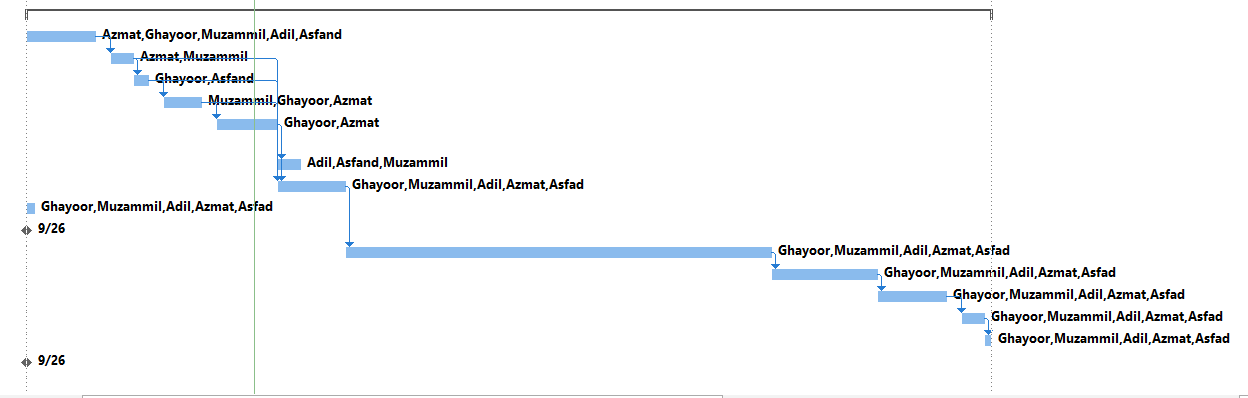 Azmat,Ghayoor,Muzammil,Adil,Asfand
Azmat,Muzammil
Ghayoor,Asfand
Muzammil,Ghayoor,Azmat
Ghayoor,Azmat
Adil,Asfand,Muzammil
Ghayoor,Muzammil,Adil,Azmat,Asfad
Ghayoor,Muzammil,Adil,Azmat,Asfad
9/26
Ghayoor,Muzammil,Adil,Azmat,Asfad
Ghayoor,Muzammil,Adil,Azmat,Asfad
Ghayoor,Muzammil,Adil,Azmat,Asfad
Ghayoor,Muzammil,Adil,Azmat,Asfad
Ghayoor,Muzammil,Adil,Azmat,Asfad
9/26